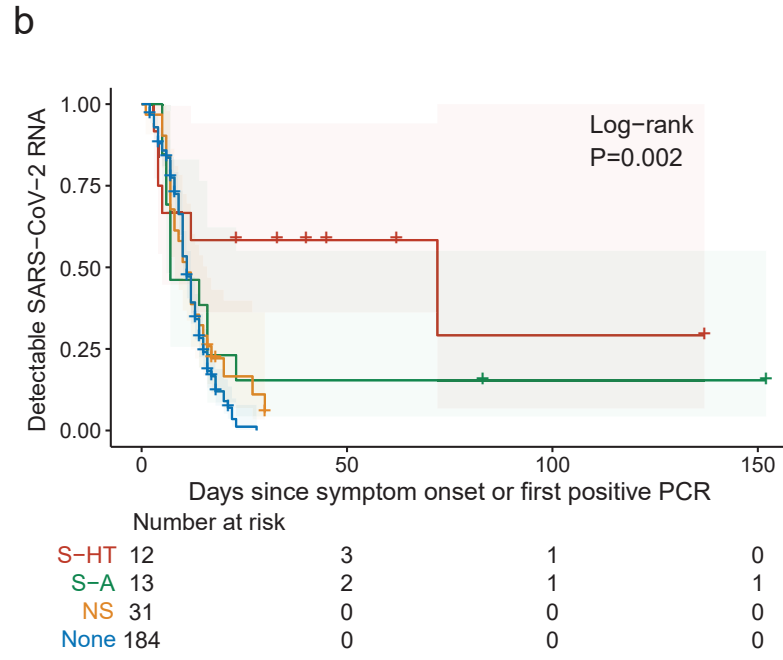 b
Detectable SARS−CoV−2 RNA
1.00
0.75
0.50
0.25
0.00
Log−rank
P=0.002
0 50 100 150
Days since symptom onset or first positive PCR
Number at risk
S−HT 12 3 1 0
S−A 13 2 1 1
NS 31 0 0 0
None 184 0 0 0